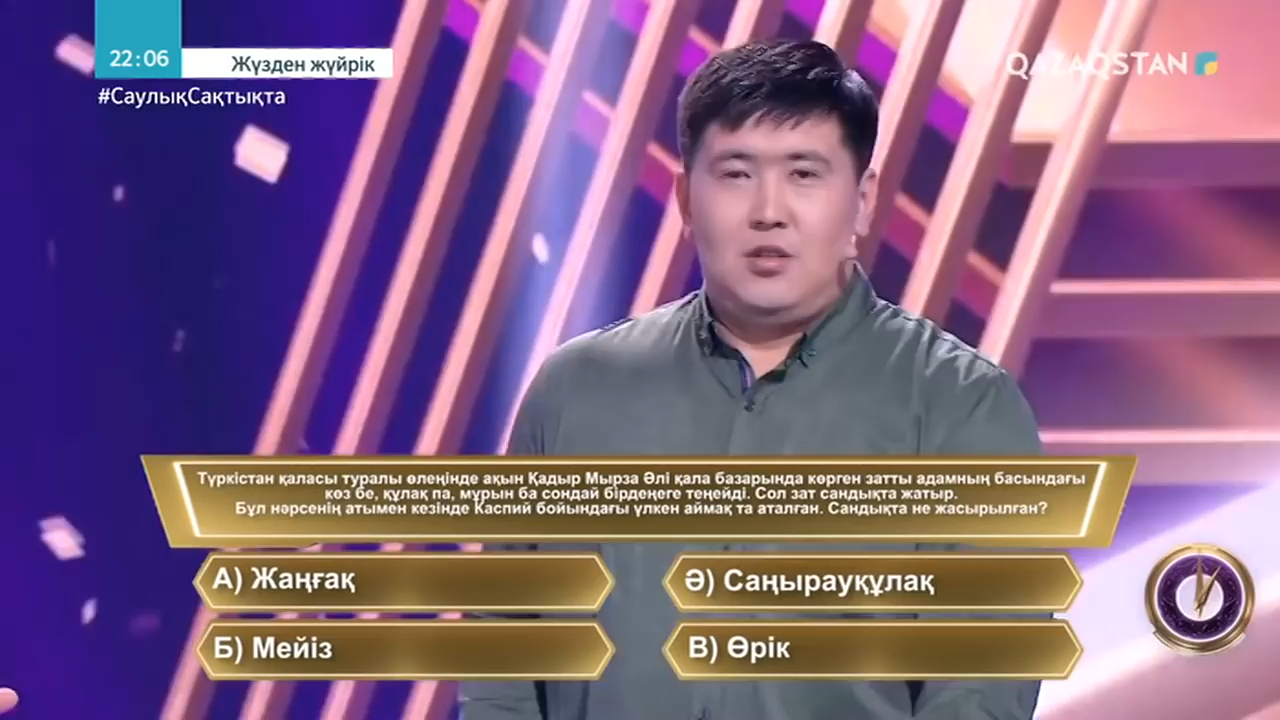 22:06
Жүзден жүйрік
#СаулықСақтықта
QAZAQSTAN
Түркістан қаласы туралы өлеңінде ақын Қадыр Мырза Әлі қала базарында көрген затты адамның басындағы
көз бе, құлақ па, мұрын ба сондай бірдеңеге теңейді. Сол зат сандықта жатыр.
Бұл нәрсенің атымен кезінде Каспий бойындағы үлкен аймақ та аталған. Сандықта не жасырылған?
А) Жаңғақ
Ә) Саңырауқұлақ
Б) Мейіз
В) Өрік